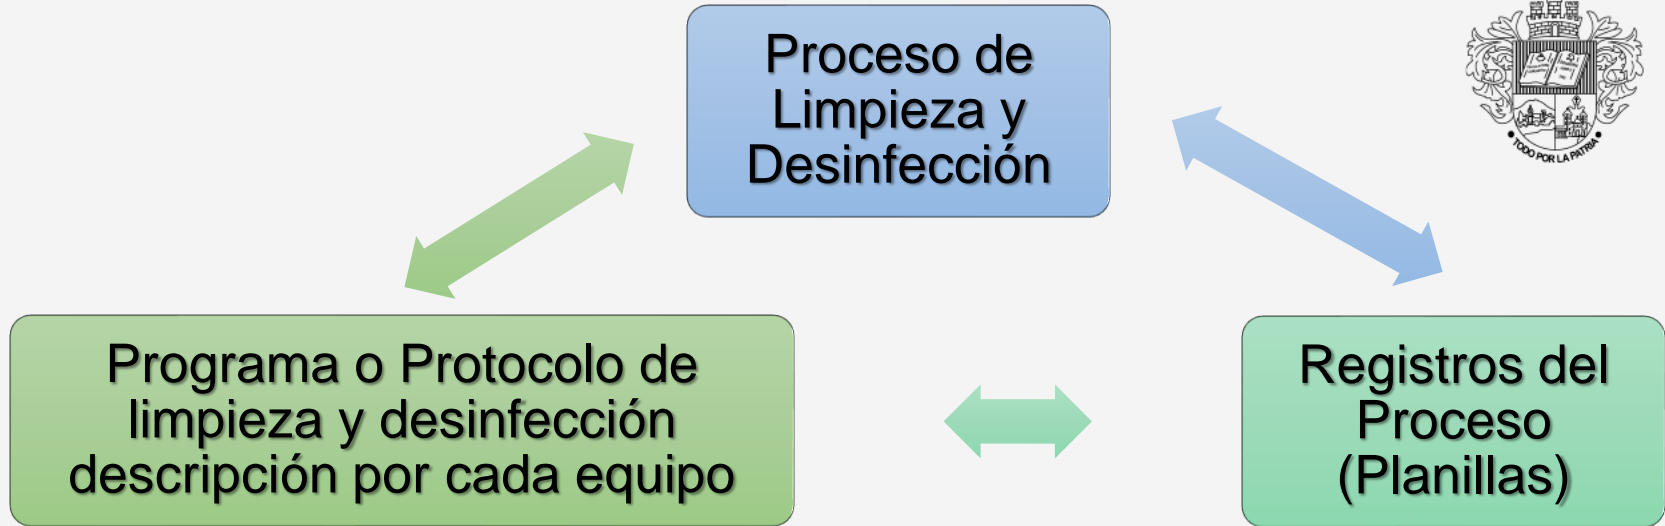 Proceso de
Limpieza y
Desinfección
TODO POR LA PATRIA
Programa o Protocolo de
limpieza y desinfección
descripción por cada equipo
Registros del
Proceso
(Planillas)